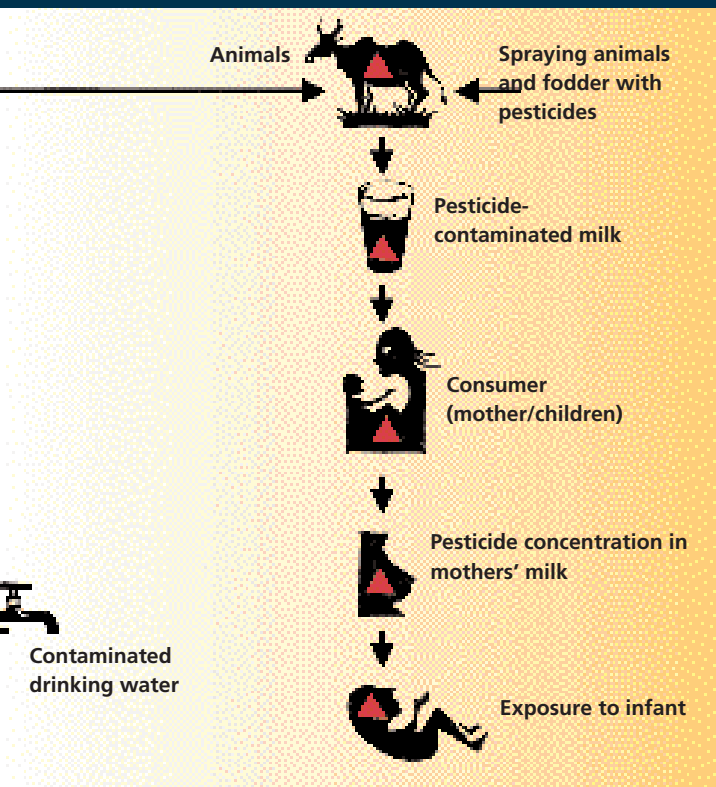 Animals
Spraying animals
and fodder with
pesticides
Pesticide-
contaminated milk
Consumer
(mother/children)
Pesticide concentration in
mothers' milk
Contaminated
drinking water
Exposure to infant